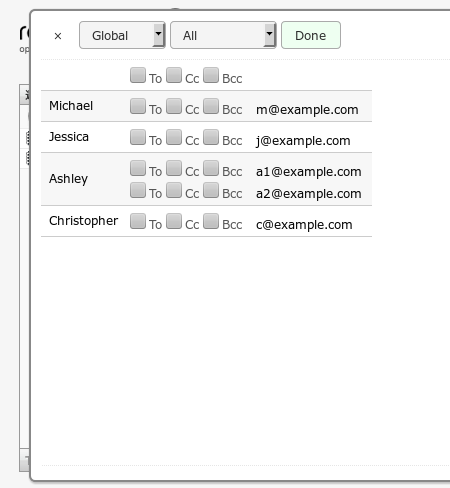 × Global All Done
To Cc Bcc
Michael To Cc Bcc m@example.com
Jessica To Cc Bcc j@example.com
Ashley To Cc Bcc a1@example.com
To Cc Bcc a2@example.com
Christopher To Cc Bcc c@example.com